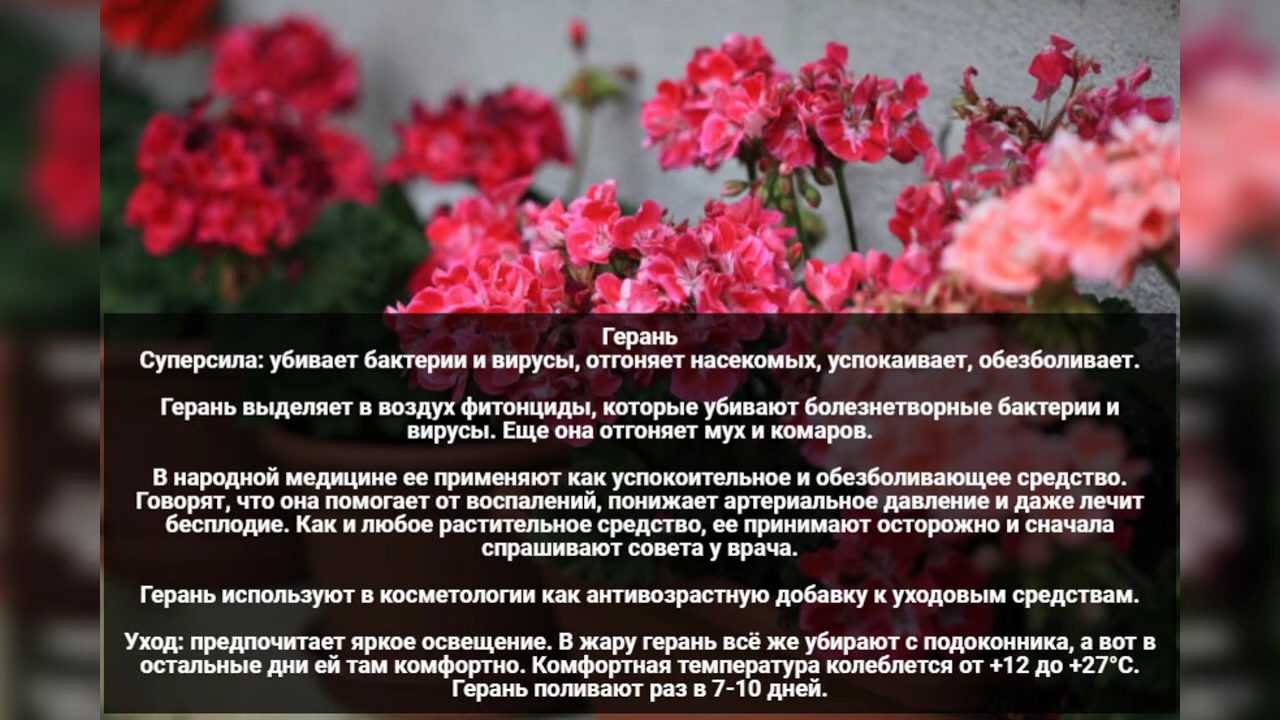 Герань
Суперсила: убивает бактерии и вирусы, отгоняет насекомых, успокаивает, обезболивает.
Герань выделяет в воздух фитонциды, которые убивают болезнетворные бактерии и
вирусы. Еще она отгоняет мух и комаров.
В народной медицине ее применяют как успокоительное и обезболивающее средство.
Говорят, что она помогает от воспалений, понижает артериальное давление и даже лечит
бесплодие. Как и любое растительное средство, ее принимают осторожно и сначала
спрашивают совета у врача.
Герань используют в косметологии как антивозрастную добавку к уходовым средствам.
Уход: предпочитает яркое освещение. В жару герань всё же убирают с подоконника, а вот в
остальные дни ей там комфортно. Комфортная температура колеблется от +12 до +27°С.
Герань поливают раз в 7-10 дней.